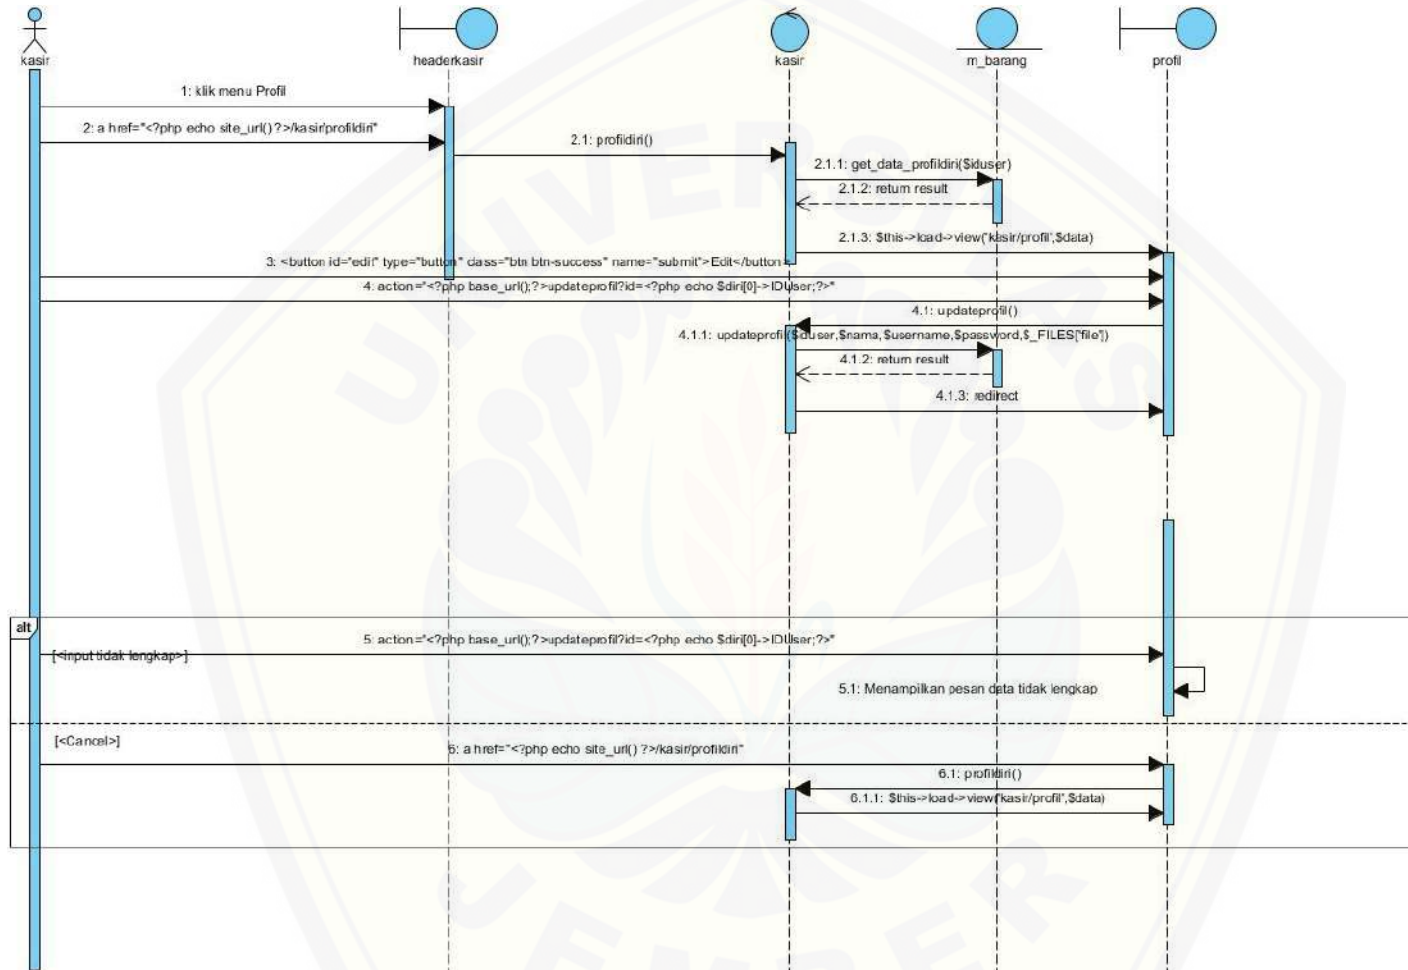 kasir
headerkasir
kasir
m_barang
profil
1: klik menu Profil
2: a href="<?php echo site_url() ?>/kasir/profildiri"
2.1: profildiri()
2.1.1: get_data_profildiri($iduser)
2.1.2: return result
2.1.3: $this->load->view('kasir/profil',$data)
3: <button id="edit" type="button" class="btn btn-success" name="submit">Edit</button>
4: action="<?php base_url();?>updateprofil?id=<?php echo $diri[0]->IDUser;?>"
4.1: updateprofil()
4.1.1: updateprofil($iduser,$nama,$username,$password,$_FILES['file'])
4.1.2: return result
4.1.3: redirect
alt
5: action="<?php base_url();?>updateprofil?id=<?php echo $diri[0]->IDUser;?>"
[<input tidak lengkap>]
5.1: Menampilkan pesan data tidak lengkap
[<Cancel>]
6: a href="<?php echo site_url() ?>/kasir/profildiri"
6.1: profildiri()
6.1.1: $this->load->view('kasir/profil',$data)
UNIVERSITAS
JEMBER